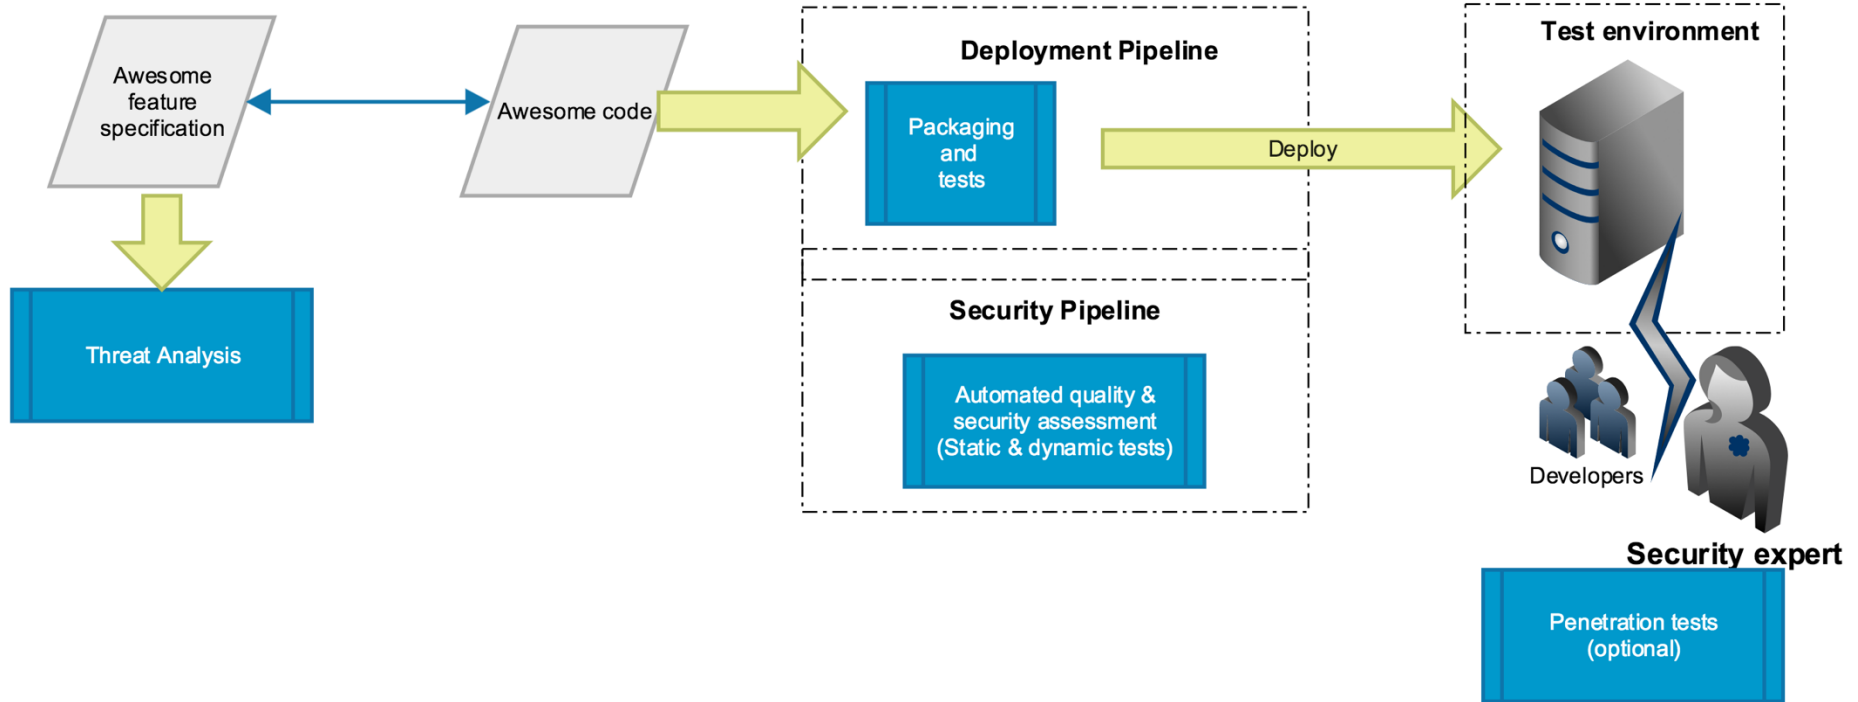 Awesome
feature
specification
Awesome code
Threat Analysis
Deployment Pipeline
Packaging
and
tests
Deploy
Security Pipeline
Automated quality &
security assessment
(Static & dynamic tests)
Test environment
Developers
Security expert
Penetration tests
(optional)